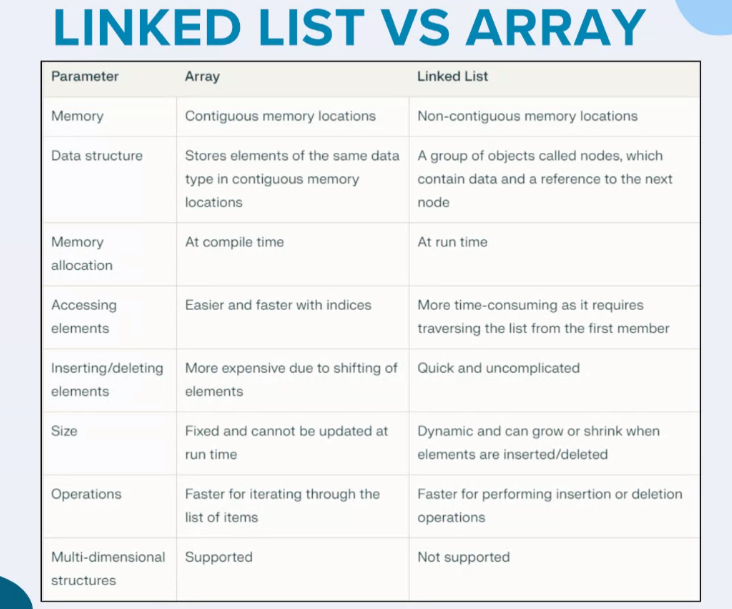 LINKED LIST VS ARRAY
Parameter Array Linked List
Memory Contiguous memory locations Non-contiguous memory locations
Data structure Stores elements of the same data A group of objects called nodes, which
type in contiguous memory contain data and a reference to the next
locations node
Memory At compile time At run time
allocation
Accessing Easier and faster with indices More time-consuming as it requires
elements traversing the list from the first member
Inserting/deleting More expensive due to shifting of Quick and uncomplicated
elements elements
Size Fixed and cannot be updated at Dynamic and can grow or shrink when
run time elements are inserted/deleted
Operations Faster for iterating through the Faster for performing insertion or deletion
list of items operations
Multi-dimensional Supported Not supported
structures